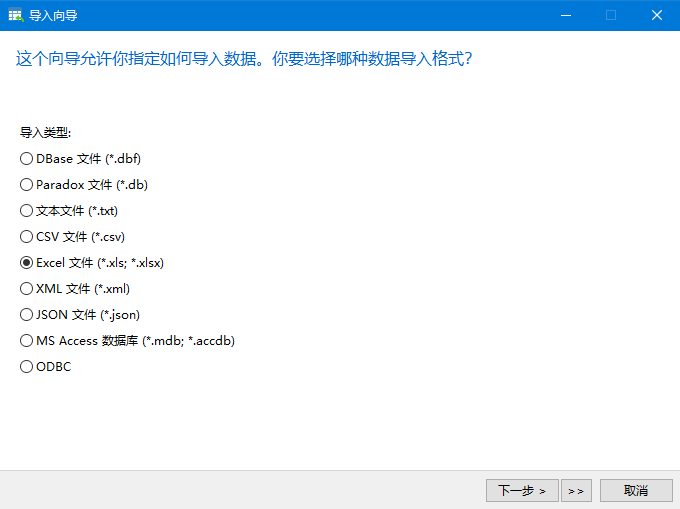 导入向导
这个向导允许你指定如何导入数据。你要选择哪种数据导入格式？
导入类型:
DBase 文件 (*.dbf)
Paradox 文件 (*.db)
文本文件 (*.txt)
CSV 文件 (*.csv)
Excel 文件 (*.xls; *.xlsx)
XML 文件 (*.xml)
JSON 文件 (*.json)
MS Access 数据库 (*.mdb; *.accdb)
ODBC
下一步 > >> 取消